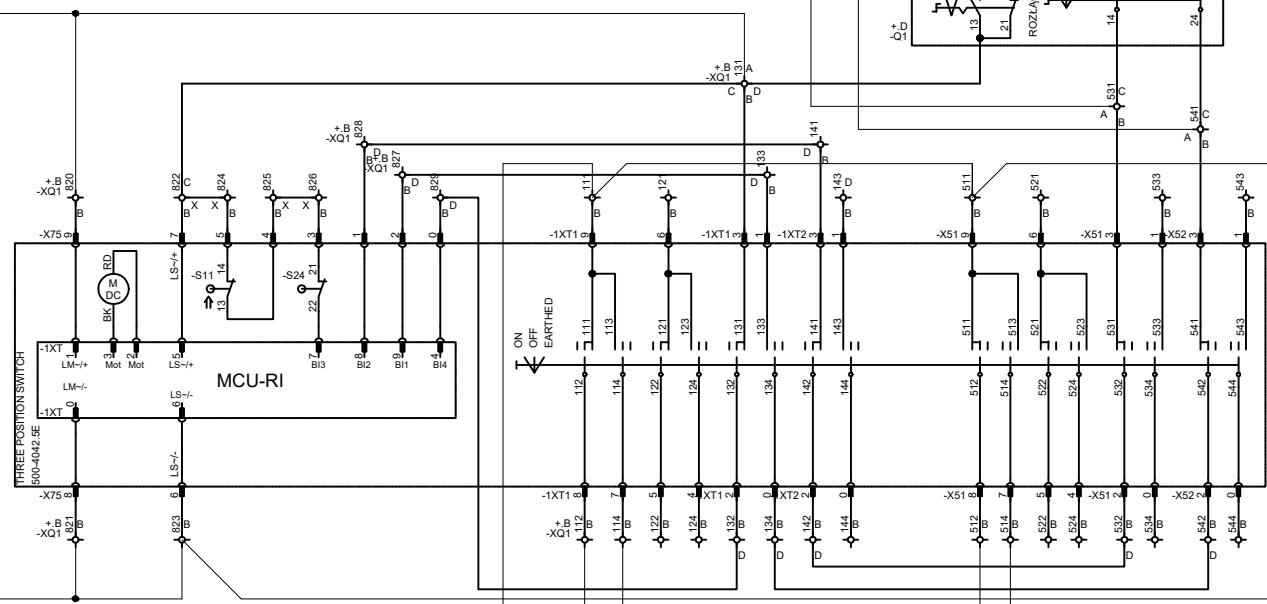 13
21
ROZŁĄ
14
24
+.D
-Q1
+.B
-XQ1
131
A
C
D
B
531
C
A
B
541
C
A
B
+.B
-XQ1
828
D
B
+.B
-XQ1
827
D
B
141
D
B
133
D
B
+.B
-XQ1
820
B
822
C
B
X
824
X
B
825
B
X
826
X
B
829
D
B
111
B
121
B
143
D
B
511
B
521
B
533
B
543
B
-X75
9
7
5
4
3
1
2
0
-1XT1
9
6
-1XT1
3
1
-1XT2
3
1
-X51
9
6
-X51
3
1
-X52
3
1
RD
M
DC
BK
LS~/+
-S11
14
13
-S24
21
22
ON
OFF
EARTHED
111
113
121
123
131
133
141
143
511
513
521
523
531
533
541
543
-1XT
1
3
2
5
7
8
9
4
LM~/+
Mot
Mot
LS~/+
BI3
BI2
BI1
BI4
MCU-RI
LM~/-
LS~/-
-1XT
0
6
112
114
122
124
132
134
142
144
512
514
522
524
532
534
542
544
THREE POSITION SWITCH
500-4042.5E
LS~/-
-X75
8
6
-1XT1
8
7
5
4
XT1
2
0
XT2
2
0
-X51
8
7
5
4
-X51
2
0
-X52
2
0
+.B
-XQ1
821
B
823
B
+.B
-XQ1
112
B
114
B
122
B
124
B
132
B
134
B
142
B
144
B
512
B
514
B
522
B
524
B
532
B
534
B
542
B
544
B
D
D
D
D
D